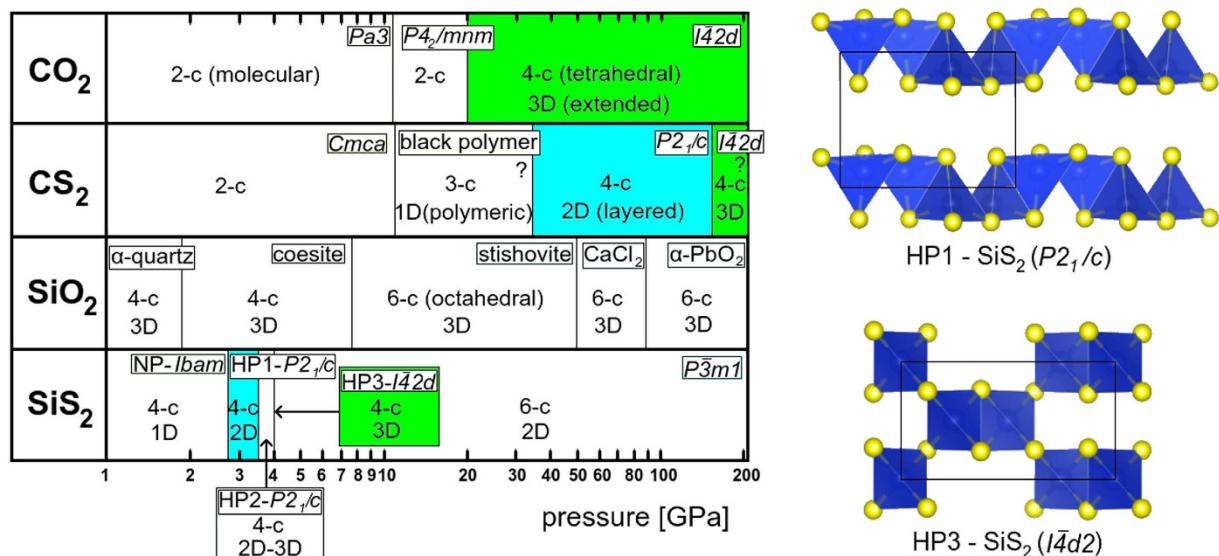 CO₂
Pa3
P4₂/mnm
I4̄2d
2-c (molecular)
2-c
4-c (tetrahedral)
3D (extended)
CS₂
Cmca
black polymer
P2₁/c
I4̄2d
?
?
2-c
3-c
4-c
4-c
1D(polymeric)
2D (layered)
3D
SiO₂
α-quartz
coesite
stishovite
CaCl₂
α-PbO₂
4-c
4-c
6-c (octahedral)
6-c
6-c
3D
3D
3D
3D
3D
SiS₂
NP-Ibam
HP1-P2₁/c
HP3-I4̄2d
P3̄m1
4-c
4-c
4-c
6-c
1D
2D
3D
2D
1 2 3 4 5 6 7 8 9 10 20 30 40 60 100 200
HP2-P2₁/c
4-c
2D-3D
pressure [GPa]
HP1 - SiS₂ (P2₁/c)
HP3 - SiS₂ (I4̄d2)